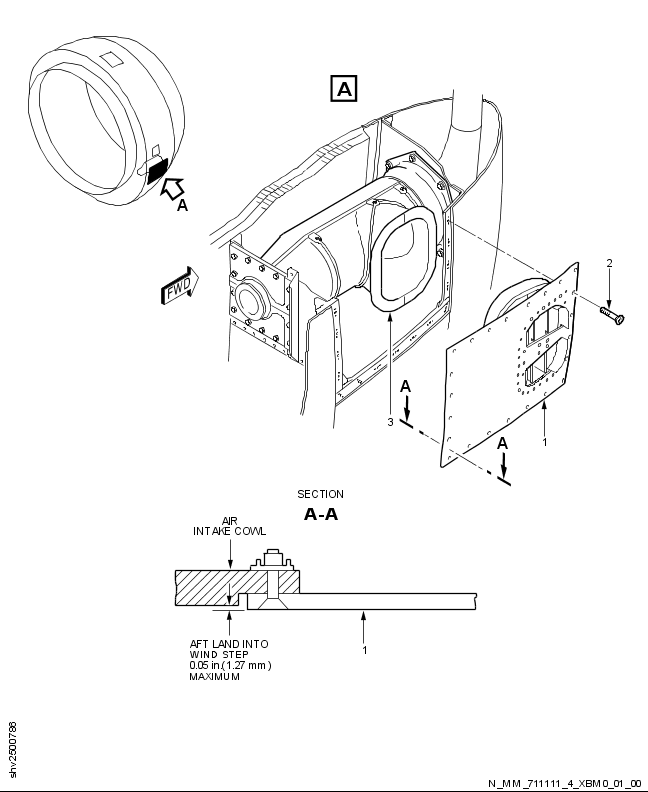 A
A
FWD
2
A
3
1
A
SECTION
A-A
AIR
INTAKE COWL
AFT LAND INTO
WIND STEP
0.05 in.(1.27 mm)
MAXIMUM
1
shv2500786
N_MM_711111_4_XBM0_01_00